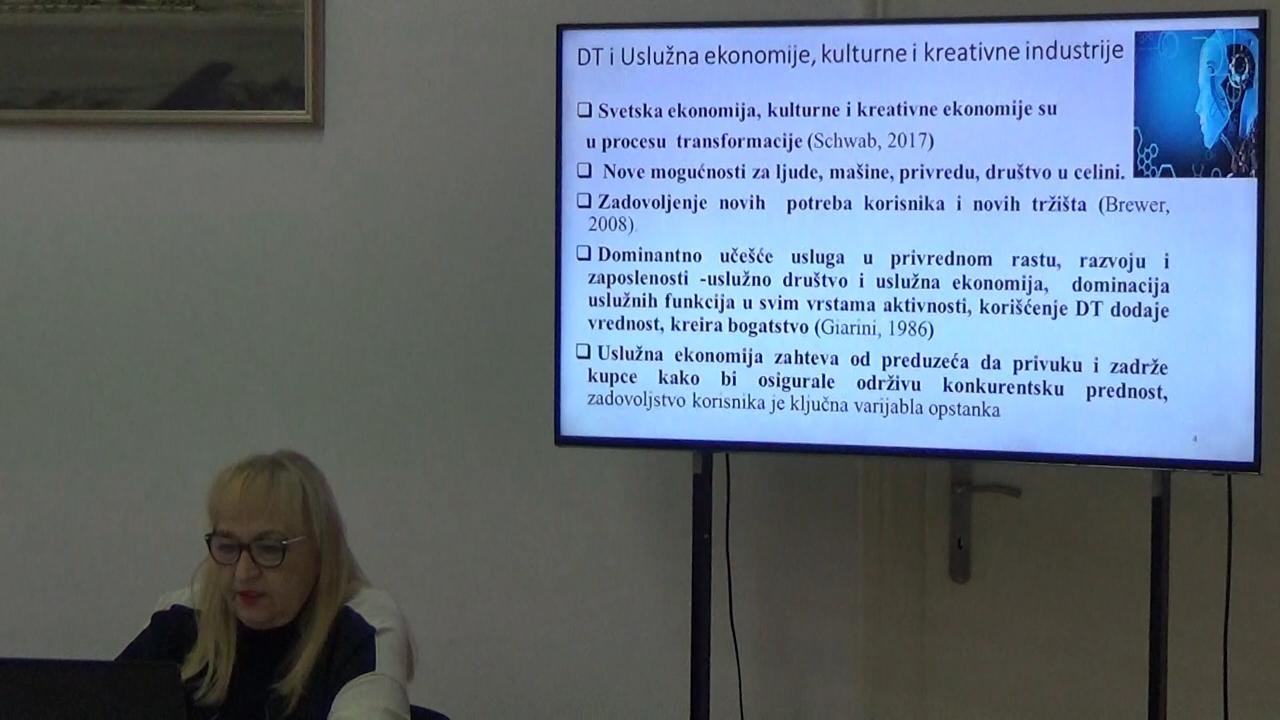 DT i Uslužna ekonomije, kulturne i kreativne industrije
❑ Svetska ekonomija, kulturne i kreativne ekonomije su
u procesu transformacije (Schwab, 2017)
❑ Nove mogućnosti za ljude, mašine, privredu, društvo u celini.
❑ Zadovoljenje novih potreba korisnika i novih tržišta (Brewer,
2008)
❑ Dominantno učešće usluga u privrednom rastu, razvoju i
zaposlenosti -uslužno društvo i uslužna ekonomija, dominacija
uslužnih funkcija u svim vrstama aktivnosti, korišćenje DT dodaje
vrednost, kreira bogatstvo (Giarini, 1986)
❑ Uslužna ekonomija zahteva od preduzeća da privuku i zadrže
kupce kako bi osigurale održivu konkurentsku prednost,
zadovoljstvo korisnika je ključna varijabla opstanka
4